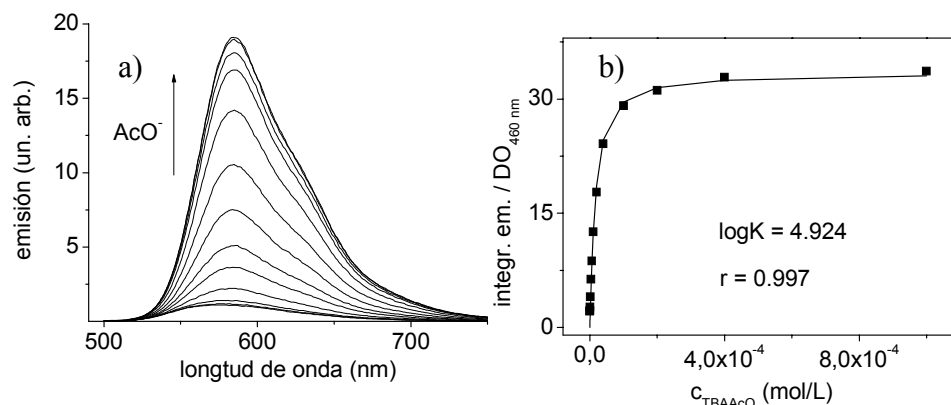 a)
AcO⁻
20
15
10
5
emisión (un. arb.)
500
600
700
longtud de onda (nm)
b)
30
15
0
integr. em. / DO₄₆₀ ₙₘ
logK = 4.924
r = 0.997
0,0
4,0x10⁻⁴
8,0x10⁻⁴
c_TBAAcO (mol/L)